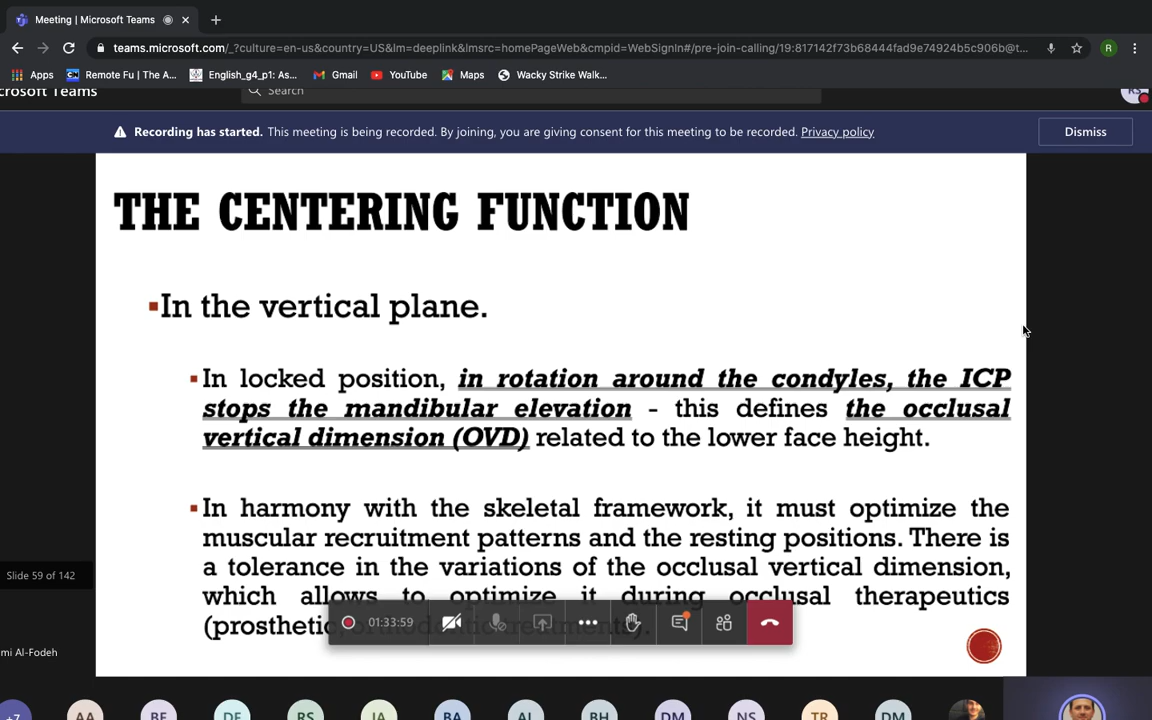 Meeting | Microsoft Teams
teams.microsoft.com/_?culture=en-us&country=US&lm=deeplink&lmsrc=homePageWeb&cmpid=WebSignIn#/pre-join-calling/19:817142f73b68444fad9e74924b5c906b@t...
R
Apps
Remote Fu | The A...
English_g4_p1: As...
Gmail
YouTube
Maps
Wacky Strike Walk...
crosoft Teams
Search
Recording has started. This meeting is being recorded. By joining, you are giving consent for this meeting to be recorded. Privacy policy
Dismiss
THE CENTERING FUNCTION
In the vertical plane.
In locked position, in rotation around the condyles, the ICP
stops the mandibular elevation - this defines the occlusal
vertical dimension (OVD) related to the lower face height.
In harmony with the skeletal framework, it must optimize the
muscular recruitment patterns and the resting positions. There is
a tolerance in the variations of the occlusal vertical dimension,
which allows to optimize it during occlusal therapeutics
(prosthetic,
Slide 59 of 142
01:33:59
mi Al-Fodeh
+7
AA
BE
DE
RS
JA
BA
AL
BH
DM
NS
TR
DM